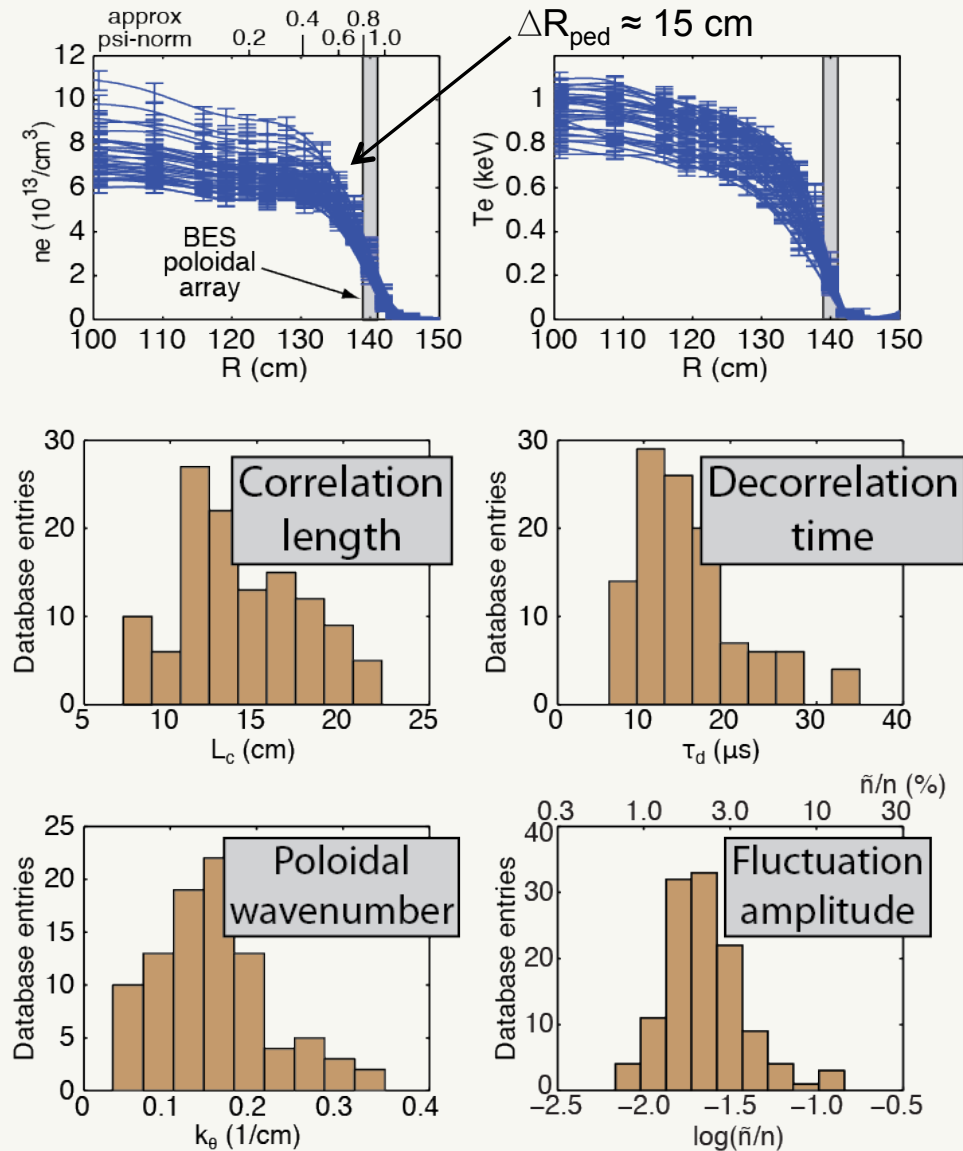 approx
psi-norm
0.2
0.4
0.6
0.8
1.0
ΔR_ped ≈ 15 cm
12
10
8
6
4
2
0
ne (10^13/cm^3)
BES
poloidal
array
100 110 120 130 140 150
R (cm)
1
0.8
0.6
0.4
0.2
0
Te (keV)
100 110 120 130 140 150
R (cm)
30
20
10
0
Database entries
Correlation
length
5 10 15 20 25
L_c (cm)
30
20
10
0
Database entries
Decorrelation
time
0 10 20 30 40
τ_d (μs)
25
20
15
10
5
0
Database entries
Poloidal
wavenumber
0 0.1 0.2 0.3 0.4
k_θ (1/cm)
ñ/n (%)
0.3 1.0 3.0 10 30
40
30
20
10
0
Database entries
Fluctuation
amplitude
−2.5 −2.0 −1.5 −1.0 −0.5
log(ñ/n)